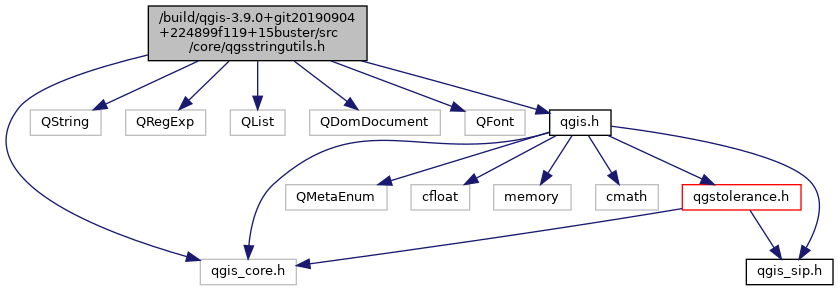 /build/qgis-3.9.0+git20190904
+224899f119+15buster/src
/core/qgsstringutils.h
QString
QRegExp
QList
QDomDocument
QFont
qgis.h
QMetaEnum
cfloat
memory
cmath
qgstolerance.h
qgis_core.h
qgis_sip.h